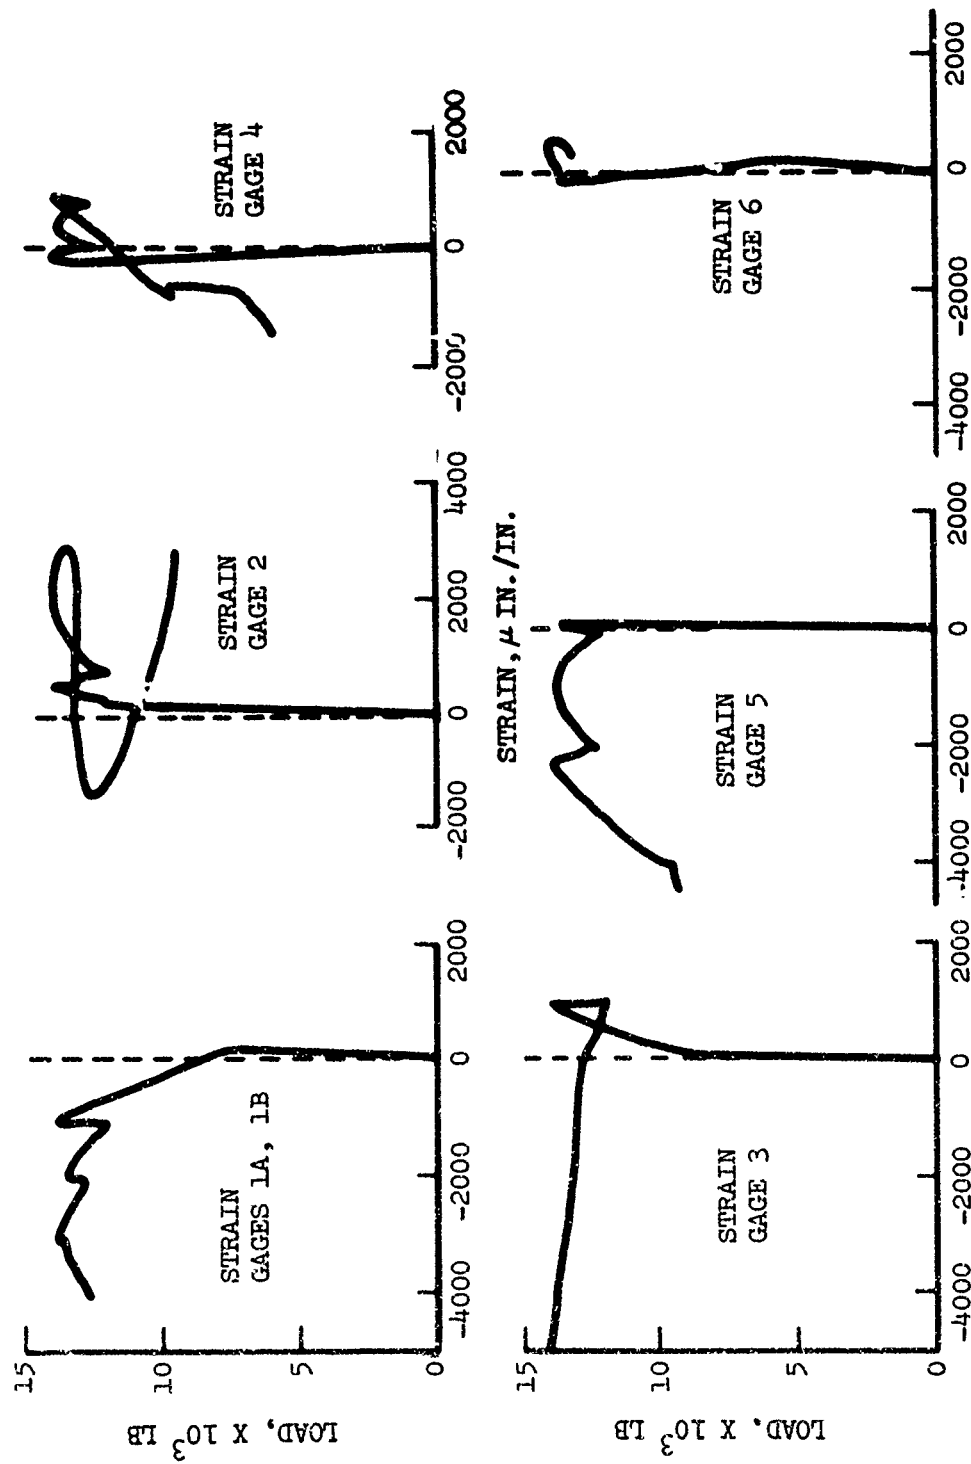 LOAD, X 10³ LB
15
10
5
0
STRAIN
GAGES 1A, 1B
-4000
-2000
0
2000
STRAIN
GAGE 2
-2000
0
2000
4000
STRAIN
GAGE 4
-2000
0
2000
STRAIN, μ IN./IN.
LOAD, X 10³ LB
15
10
5
0
STRAIN
GAGE 3
-4000
-2000
0
2000
STRAIN
GAGE 5
-4000
-2000
0
2000
STRAIN
GAGE 6
-4000
-2000
0
2000